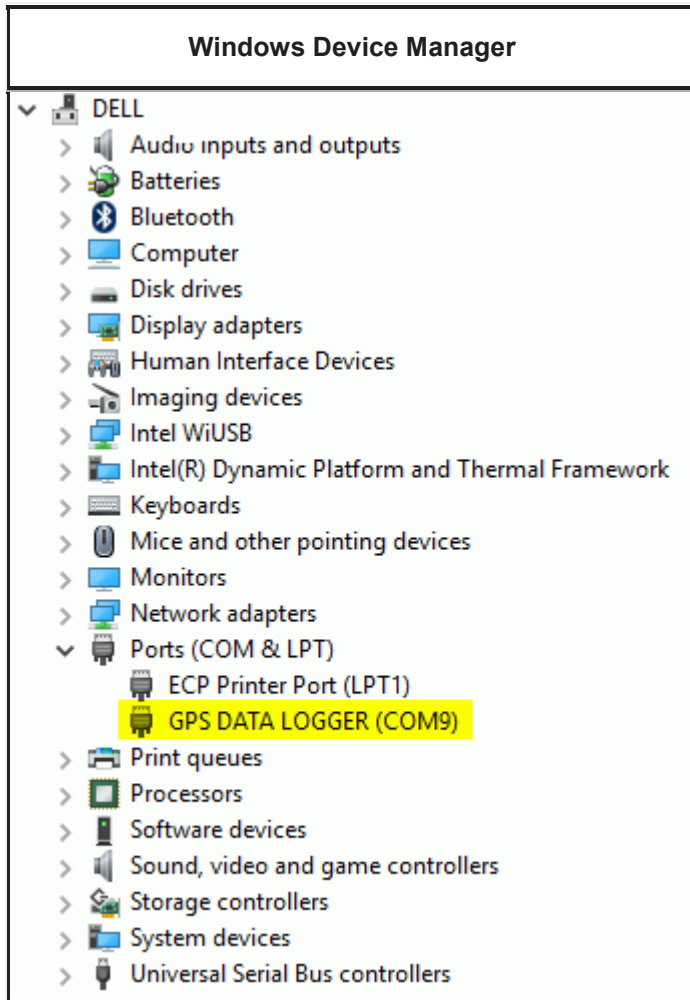 Windows Device Manager
DELL
Audio inputs and outputs
Batteries
Bluetooth
Computer
Disk drives
Display adapters
Human Interface Devices
Imaging devices
Intel WiUSB
Intel(R) Dynamic Platform and Thermal Framework
Keyboards
Mice and other pointing devices
Monitors
Network adapters
Ports (COM & LPT)
ECP Printer Port (LPT1)
GPS DATA LOGGER (COM9)
Print queues
Processors
Software devices
Sound, video and game controllers
Storage controllers
System devices
Universal Serial Bus controllers